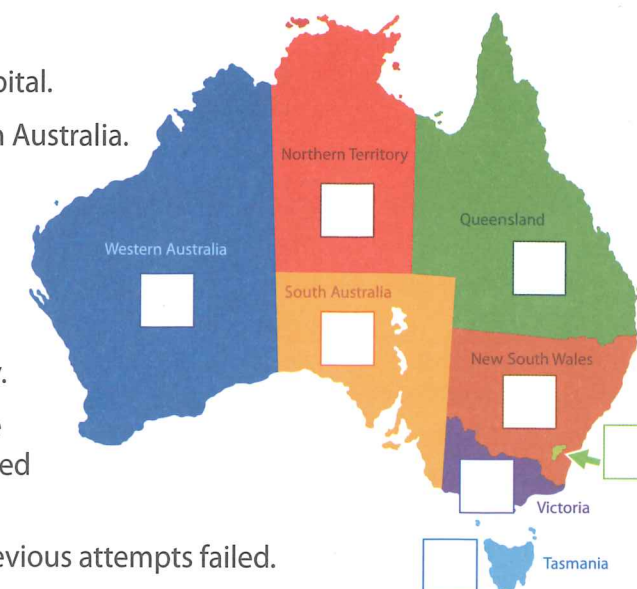 pital.
n Australia.
Northern Territory
Queensland
Western Australia
South Australia
y.
New South Wales
e
ed
Victoria
evious attempts failed.
Tasmania